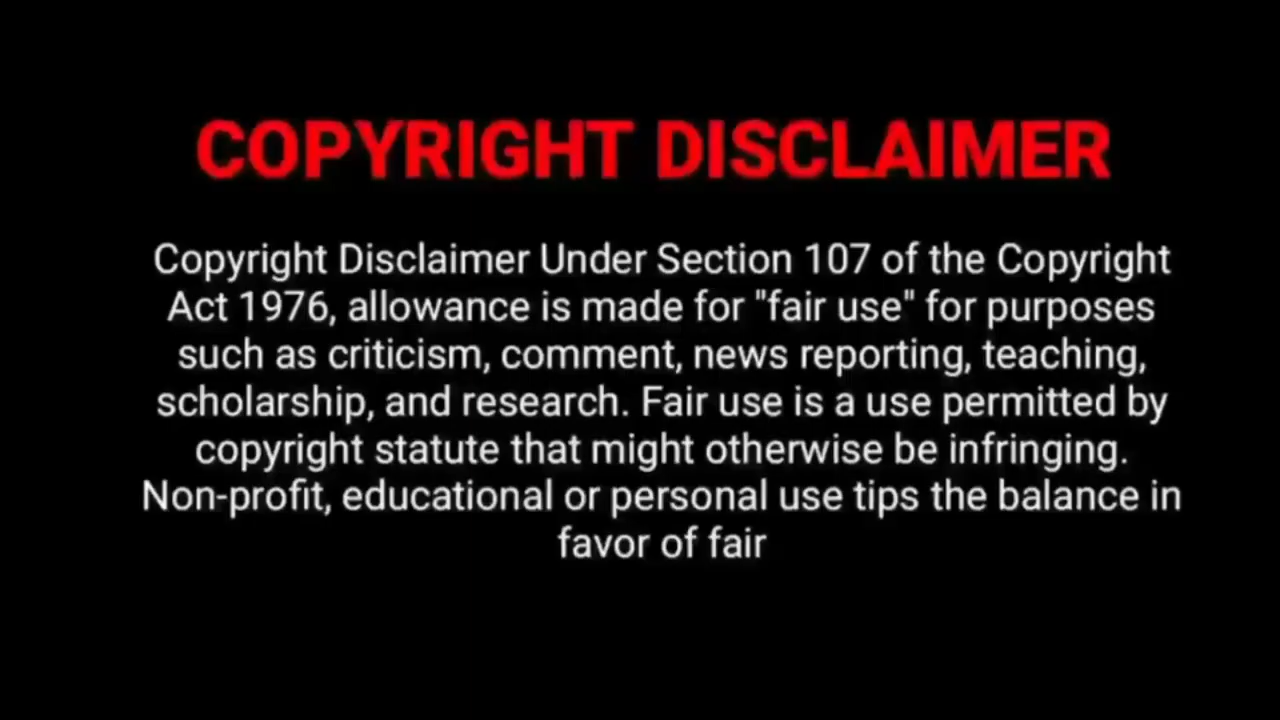 COPYRIGHT DISCLAIMER
Copyright Disclaimer Under Section 107 of the Copyright
Act 1976, allowance is made for "fair use" for purposes
such as criticism, comment, news reporting, teaching,
scholarship, and research. Fair use is a use permitted by
copyright statute that might otherwise be infringing.
Non-profit, educational or personal use tips the balance in
favor of fair